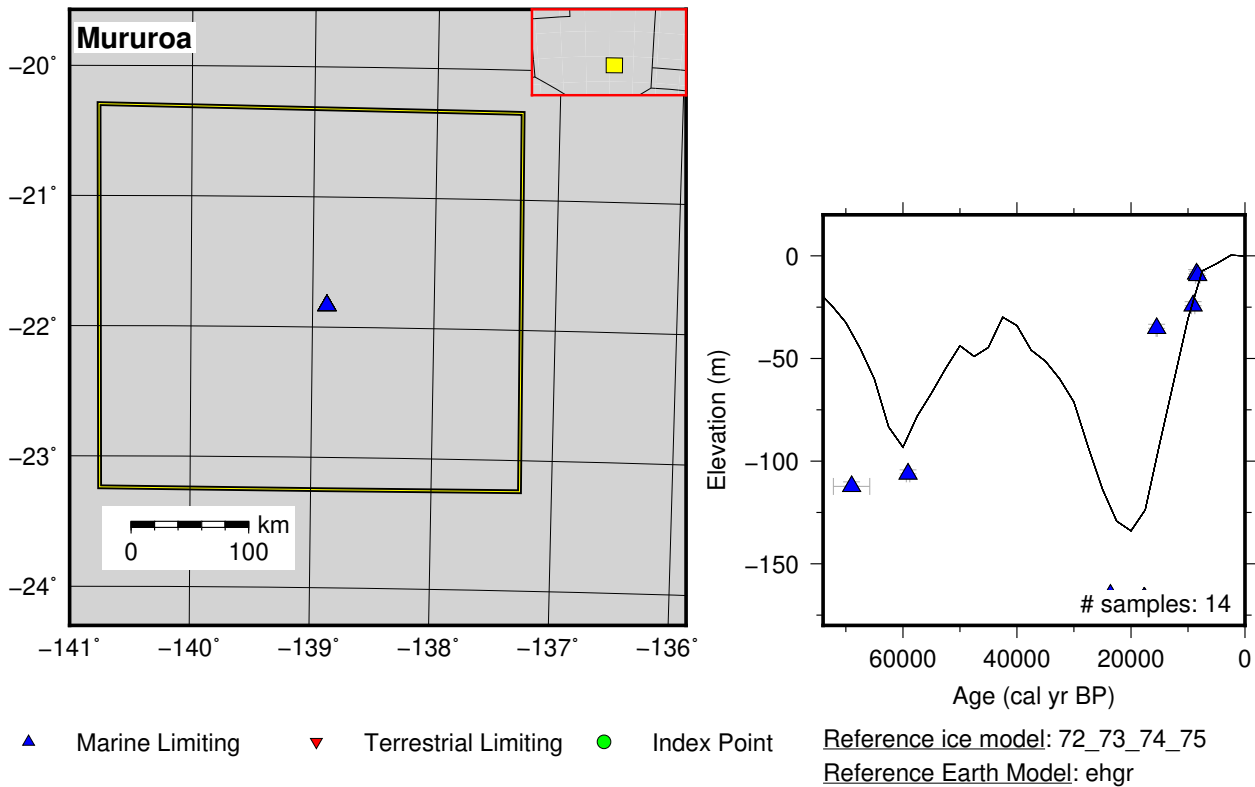 Mururoa
−20˚
−21˚
−22˚
−23˚
−24˚
−141˚ −140˚ −139˚ −138˚ −137˚ −136˚
km
0 100
Elevation (m)
0
−50
−100
−150
# samples: 14
60000 40000 20000 0
Age (cal yr BP)
Marine Limiting Terrestrial Limiting Index Point
Reference ice model: 72_73_74_75
Reference Earth Model: ehgr